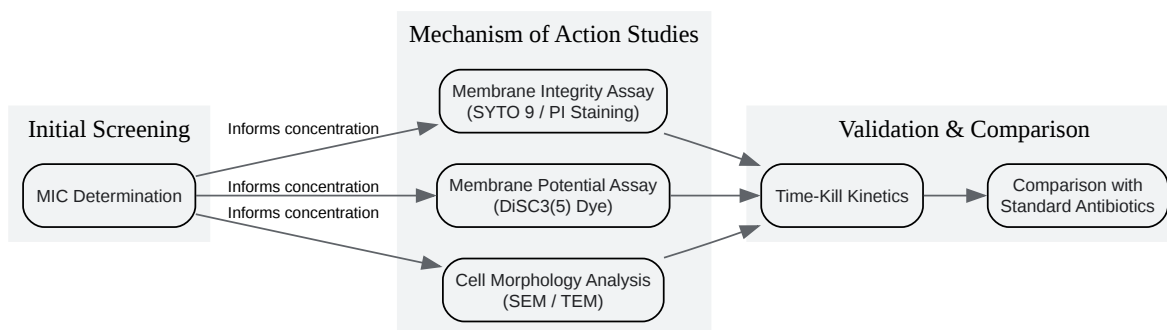 Initial Screening
MIC Determination
Informs concentration
Informs concentration
Informs concentration
Mechanism of Action Studies
Membrane Integrity Assay
(SYTO 9 / PI Staining)
Membrane Potential Assay
(DiSC3(5) Dye)
Cell Morphology Analysis
(SEM / TEM)
Validation & Comparison
Time-Kill Kinetics
Comparison with
Standard Antibiotics